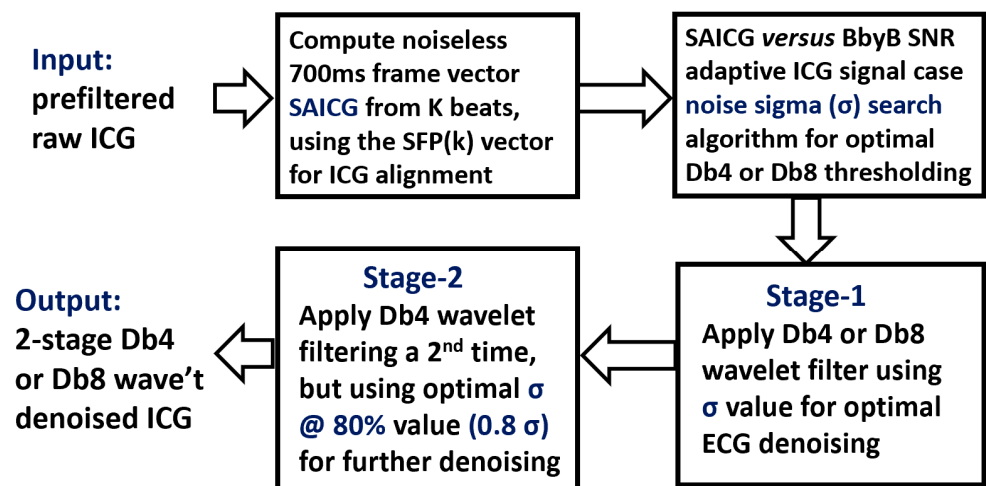 Input:
prefiltered
raw ICG
Compute noiseless
700ms frame vector
SAICG from K beats,
using the SFP(k) vector
for ICG alignment
SAICG versus BbyB SNR
adaptive ICG signal case
noise sigma (σ) search
algorithm for optimal
Db4 or Db8 thresholding
Stage-1
Apply Db4 or Db8
wavelet filter using
σ value for optimal
ECG denoising
Stage-2
Apply Db4 wavelet
filtering a 2nd time,
but using optimal σ
@ 80% value (0.8 σ)
for further denoising
Output:
2-stage Db4
or Db8 wave't
denoised ICG